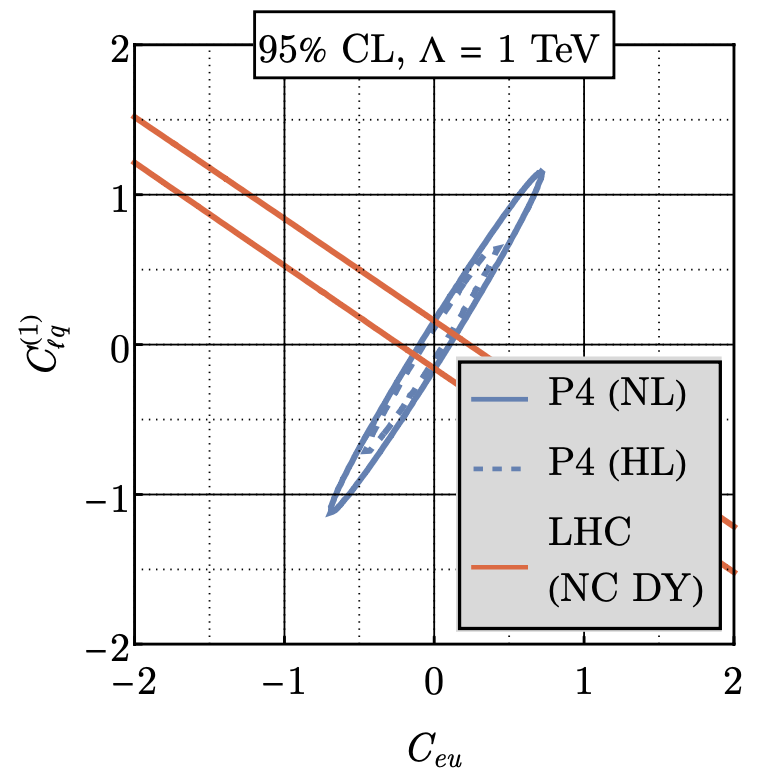 95% CL, Λ = 1 TeV
2
1
0
−1
−2
C_{ℓq}^{(1)}
P4 (NL)
P4 (HL)
LHC
(NC DY)
−2 −1 0 1 2
C_{eu}